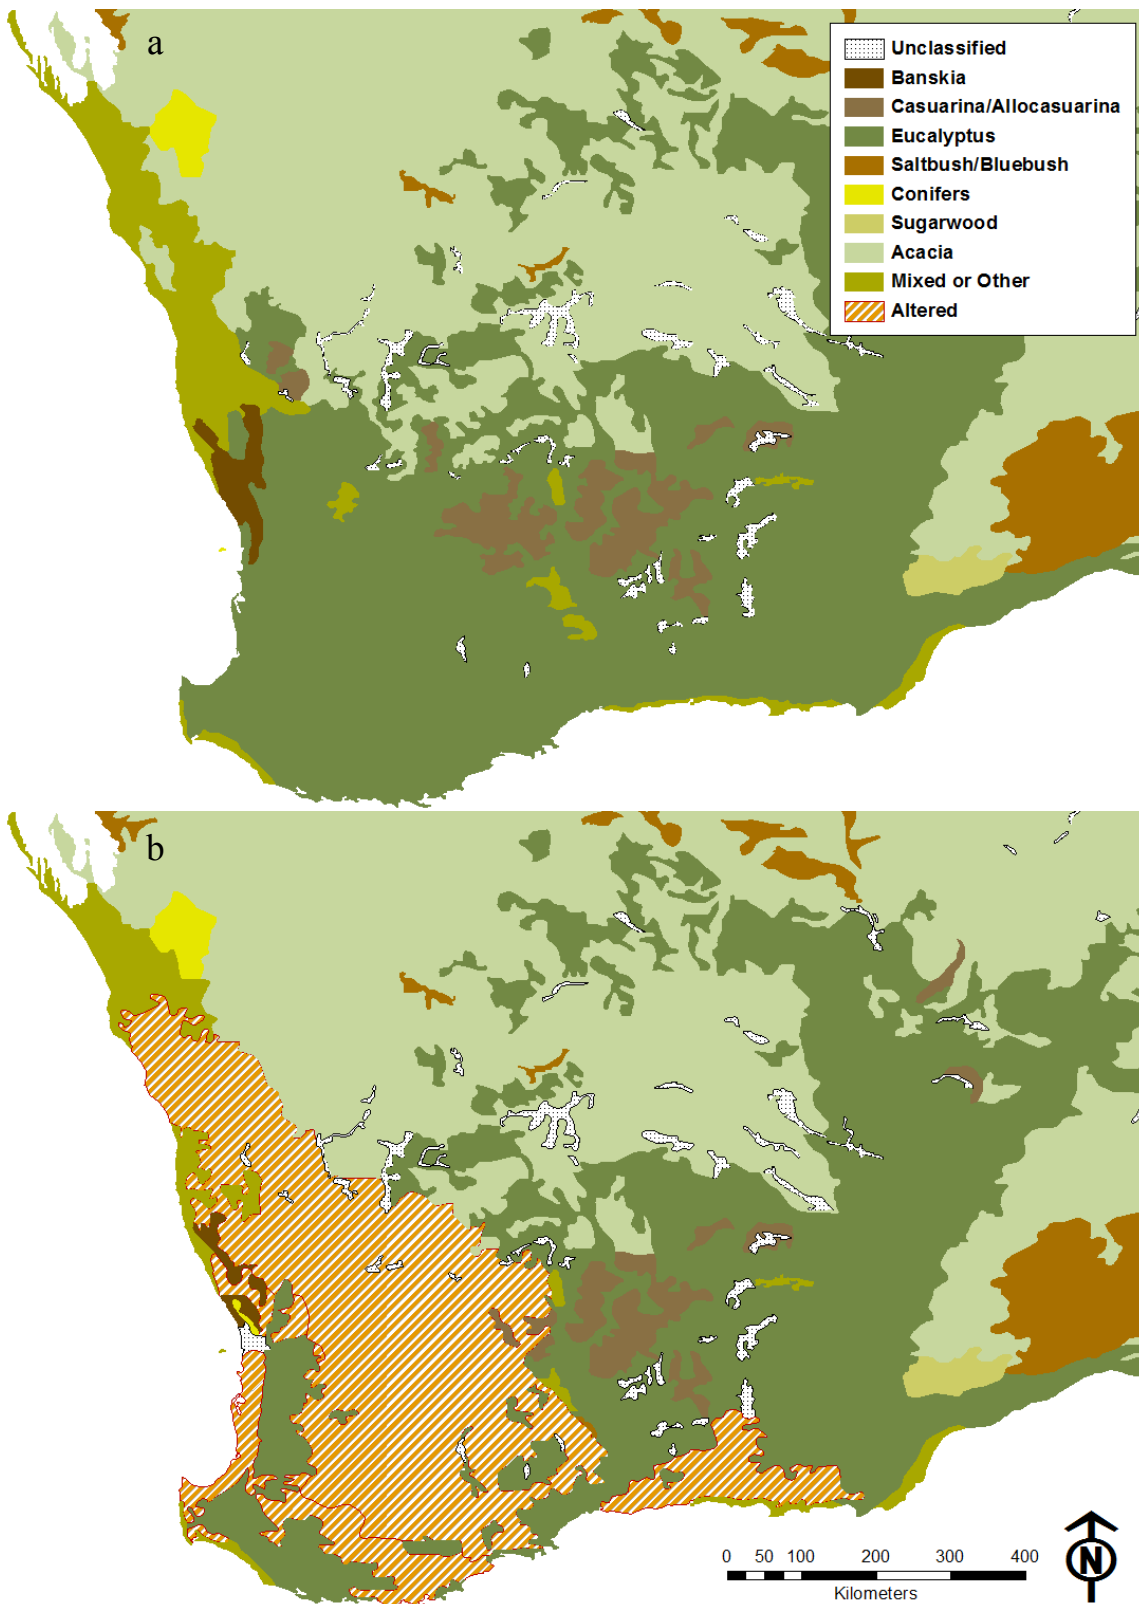 a
Unclassified
Banskia
Casuarina/Allocasuarina
Eucalyptus
Saltbush/Bluebush
Conifers
Sugarwood
Acacia
Mixed or Other
Altered
b
0 50 100 200 300 400
Kilometers
N